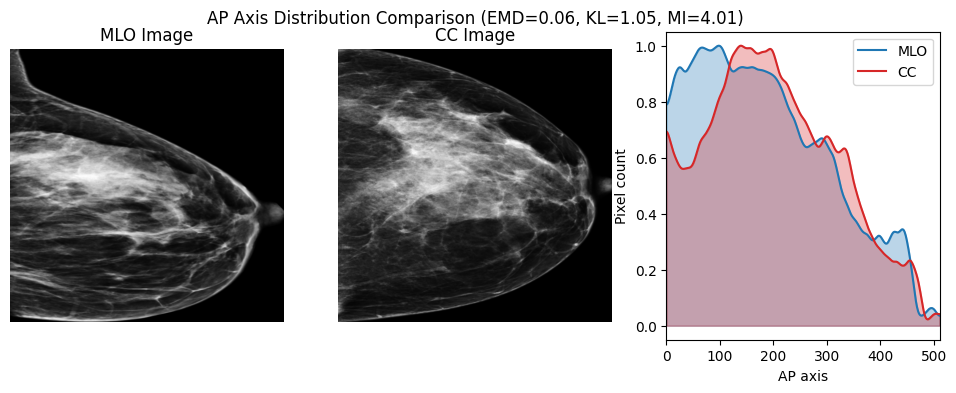 AP Axis Distribution Comparison (EMD=0.06, KL=1.05, MI=4.01)
MLO Image
CC Image
MLO
CC
1.0
0.8
0.6
0.4
0.2
0.0
Pixel count
0 100 200 300 400 500
AP axis